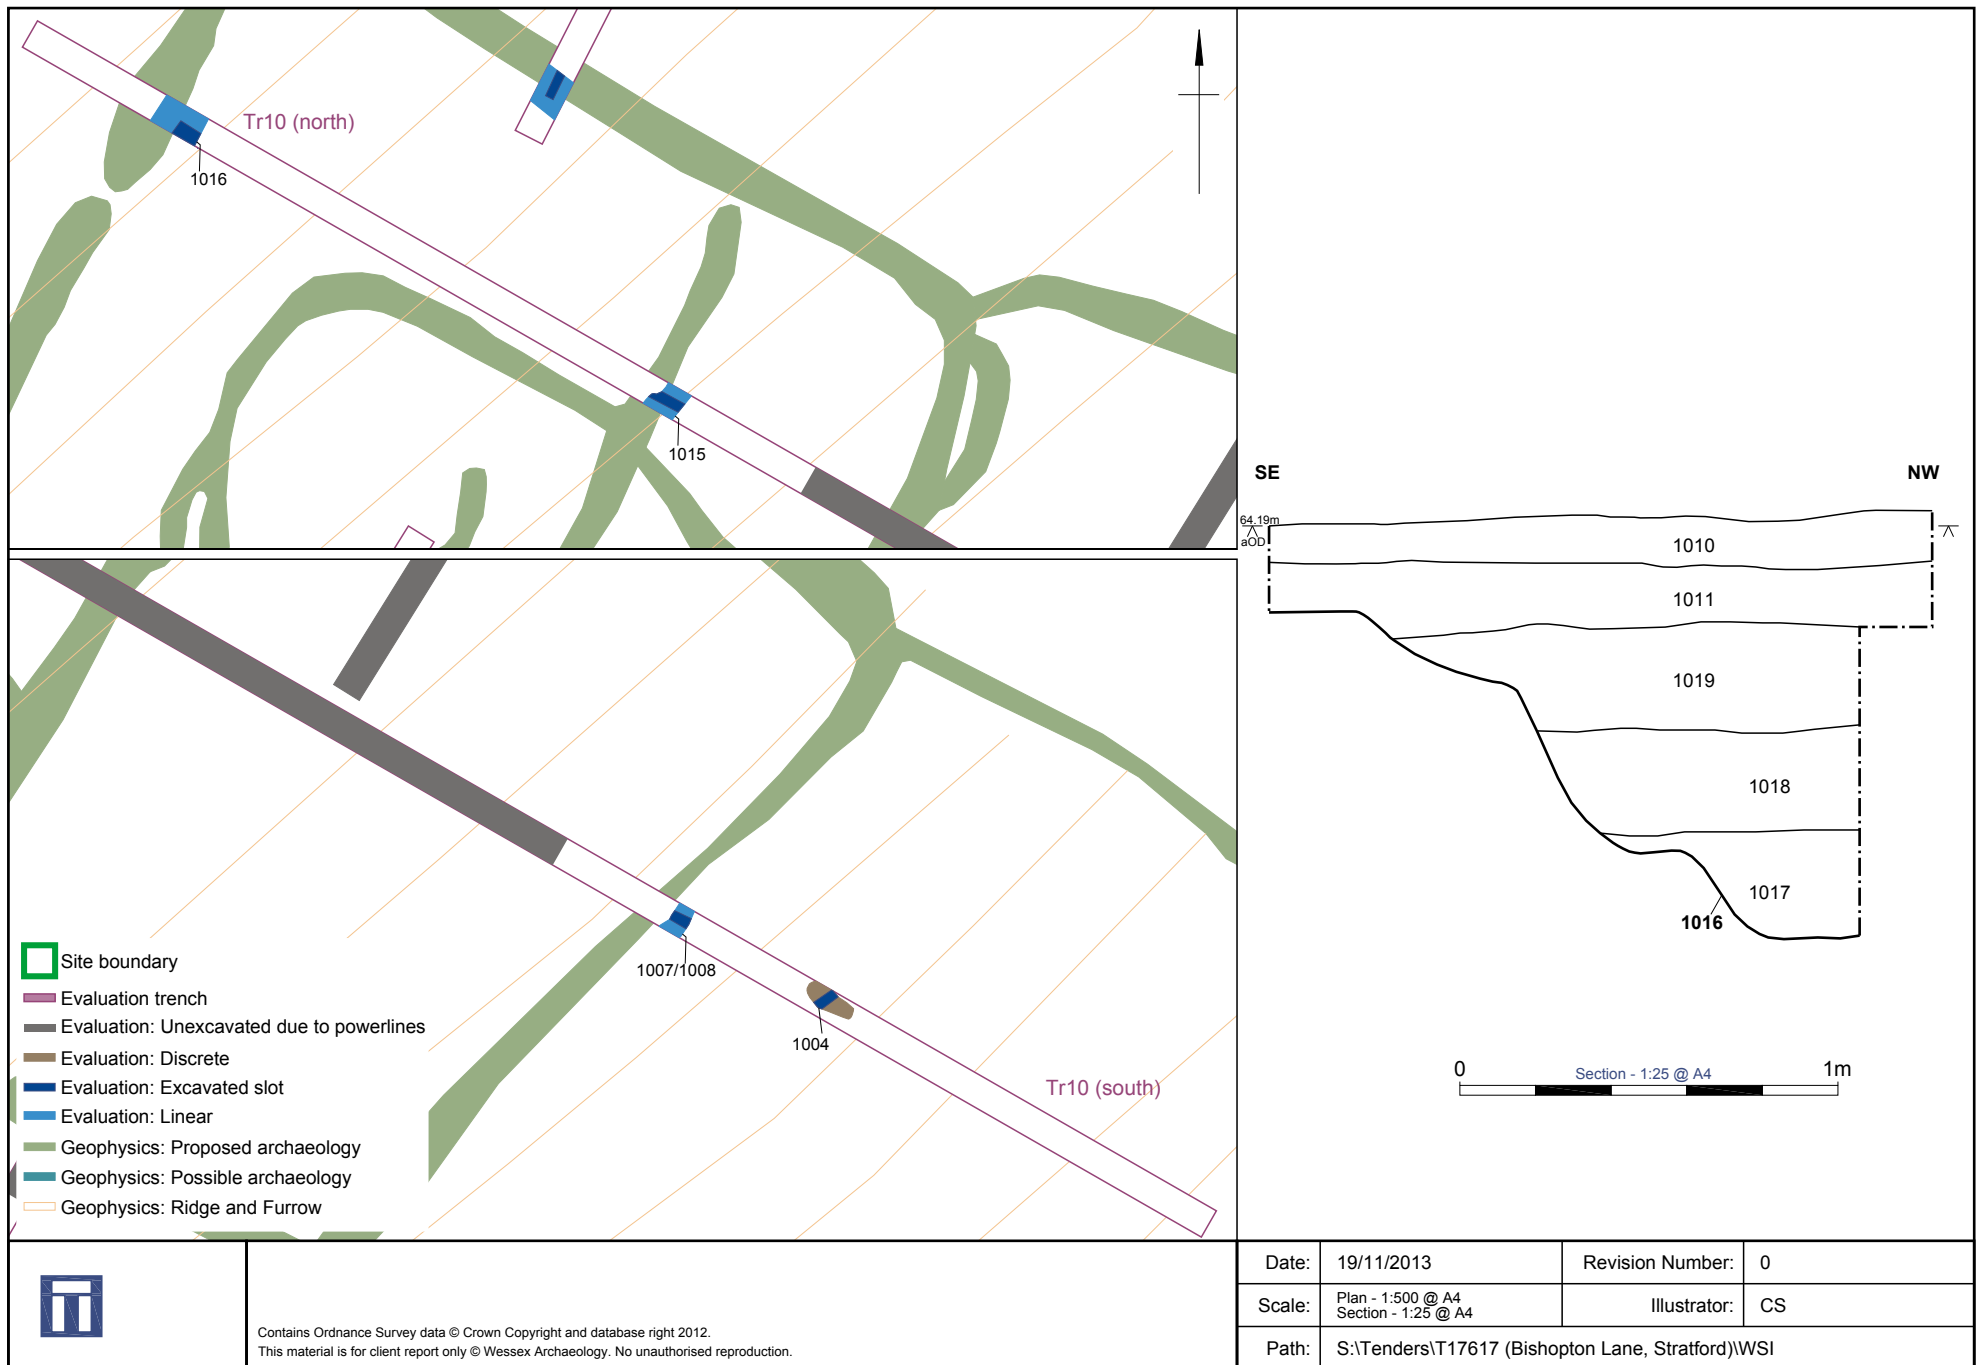 Tr10 (north)
1016
1015
SE
NW
64.19m
aOD
1010
1011
1019
1018
1017
1016
0
Section - 1:25 @ A4
1m
1007/1008
1004
Tr10 (south)
Site boundary
Evaluation trench
Evaluation: Unexcavated due to powerlines
Evaluation: Discrete
Evaluation: Excavated slot
Evaluation: Linear
Geophysics: Proposed archaeology
Geophysics: Possible archaeology
Geophysics: Ridge and Furrow
Contains Ordnance Survey data © Crown Copyright and database right 2012.
This material is for client report only © Wessex Archaeology. No unauthorised reproduction.
Date: 19/11/2013 Revision Number: 0
Scale: Plan - 1:500 @ A4
Section - 1:25 @ A4
Illustrator: CS
Path: S:\Tenders\T17617 (Bishopton Lane, Stratford)\WSI